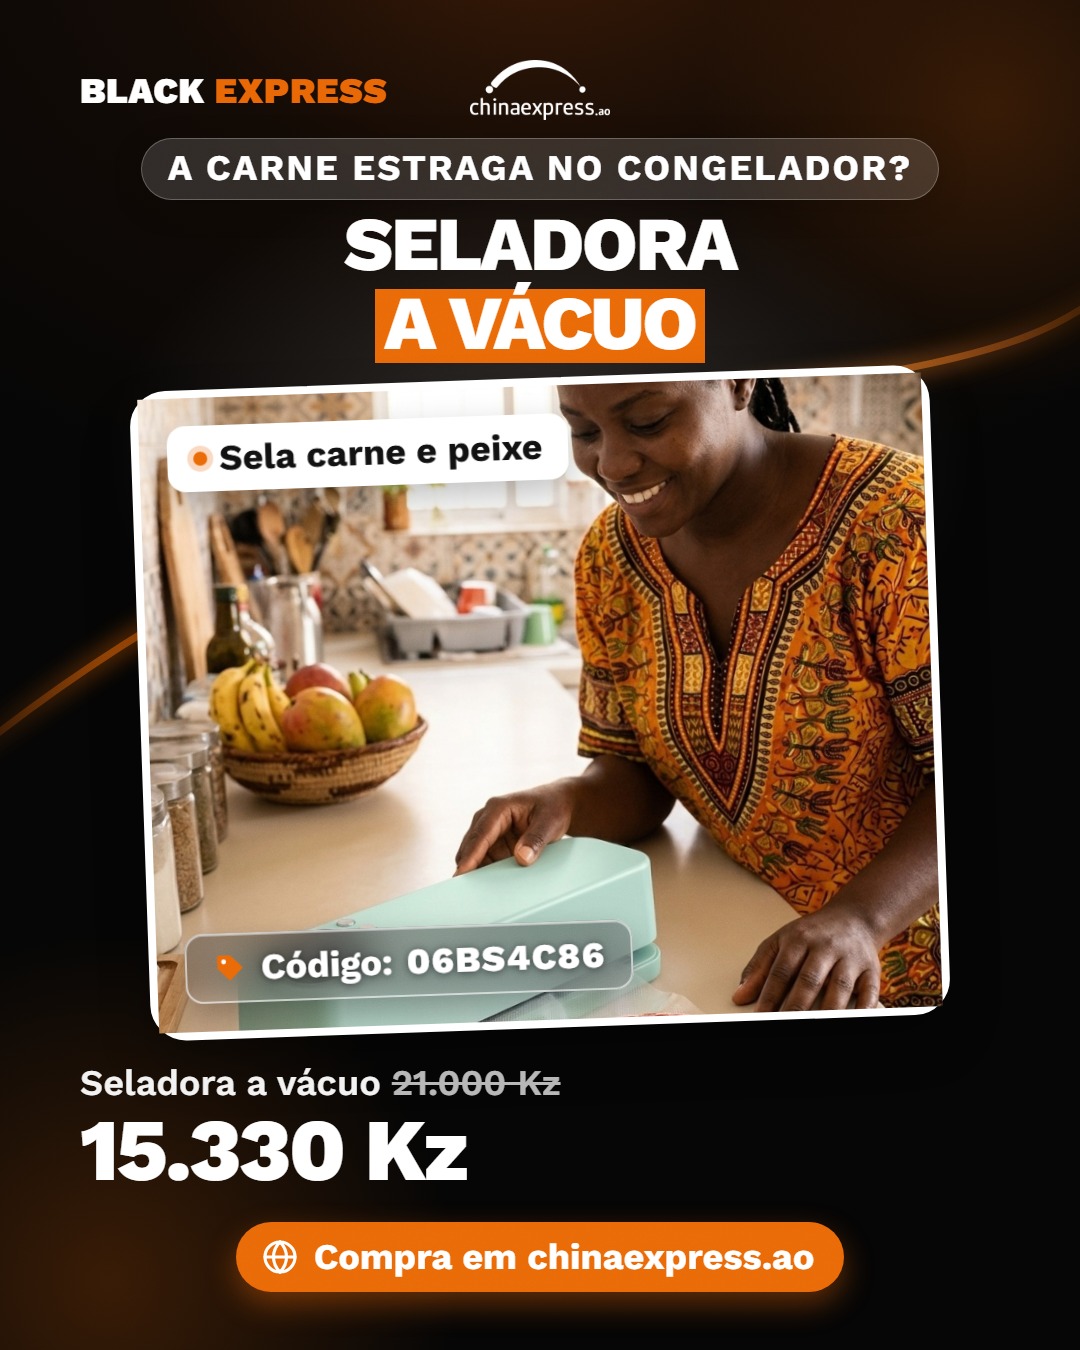 BLACK EXPRESS
chinaexpress.ao
A CARNE ESTRAGA NO CONGELADOR?
SELADORA
A VÁCUO
Sela carne e peixe
Código: 06BS4C86
Seladora a vácuo 21.000 Kz
15.330 Kz
Compra em chinaexpress.ao